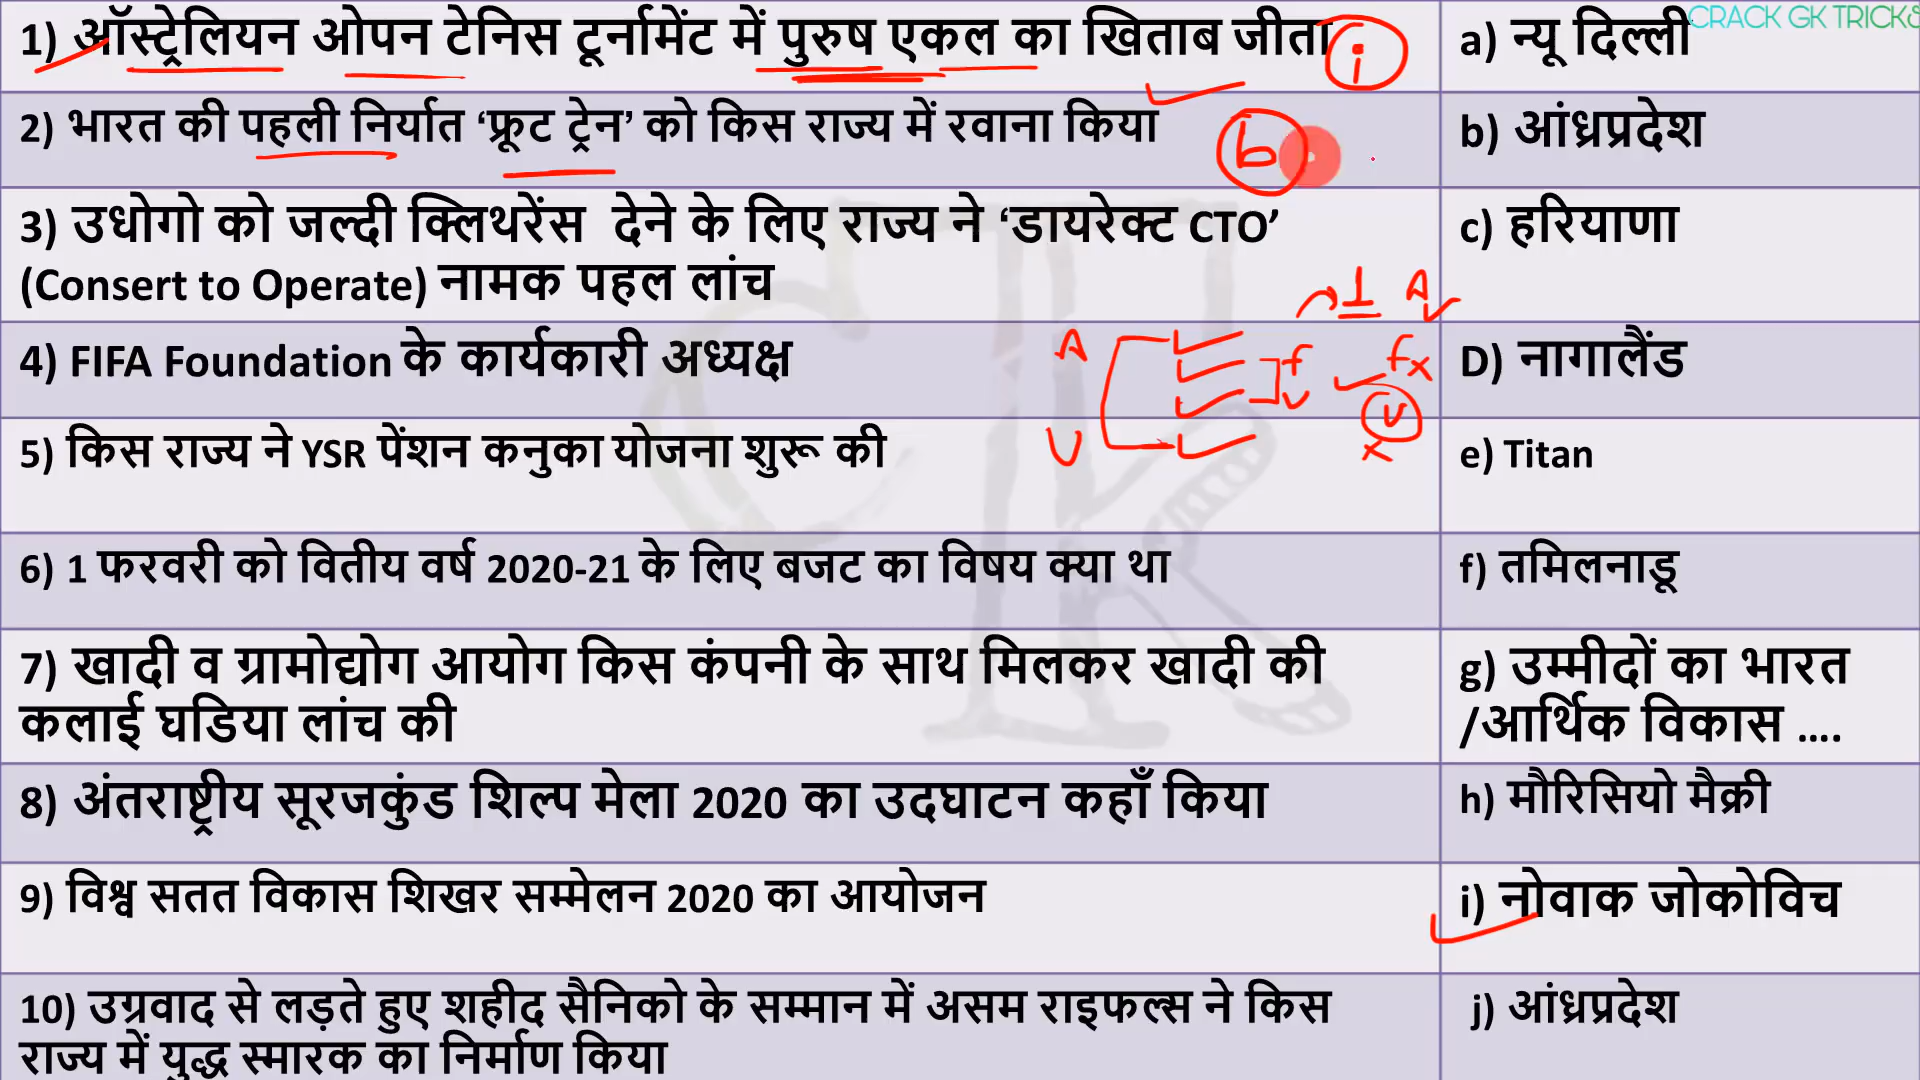 CRACK GK TRICKS
1) ऑस्ट्रेलियन ओपन टेनिस टूर्नामेंट में पुरुष एकल का खिताब जीता i
a) न्यू दिल्ली
2) भारत की पहली निर्यात ‘फ्रूट ट्रेन’ को किस राज्य में रवाना किया b
b) आंध्रप्रदेश
3) उधोगो को जल्दी क्लिथरेंस देने के लिए राज्य ने ‘डायरेक्ट CTO’
(Consert to Operate) नामक पहल लांच
c) हरियाणा
1 A
4) FIFA Foundation के कार्यकारी अध्यक्ष
A f fx
D) नागालैंड
5) किस राज्य ने YSR पेंशन कनुका योजना शुरू की
U v v
x
e) Titan
6) 1 फरवरी को वितीय वर्ष 2020-21 के लिए बजट का विषय क्या था
f) तमिलनाडू
7) खादी व ग्रामोद्योग आयोग किस कंपनी के साथ मिलकर खादी की
कलाई घडिया लांच की
g) उम्मीदों का भारत
/आर्थिक विकास ....
8) अंतराष्ट्रीय सूरजकुंड शिल्प मेला 2020 का उदघाटन कहाँ किया
h) मौरिसियो मैक्री
9) विश्व सतत विकास शिखर सम्मेलन 2020 का आयोजन
i) नोवाक जोकोविच
10) उग्रवाद से लड़ते हुए शहीद सैनिको के सम्मान में असम राइफल्स ने किस
राज्य में युद्ध स्मारक का निर्माण किया
j) आंध्रप्रदेश